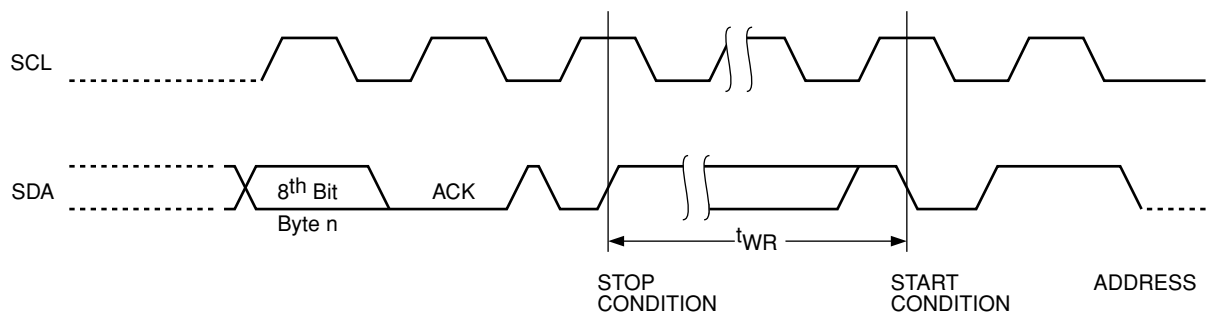 SCL
SDA
8th Bit
ACK
Byte n
tWR
STOP
CONDITION
START
CONDITION
ADDRESS